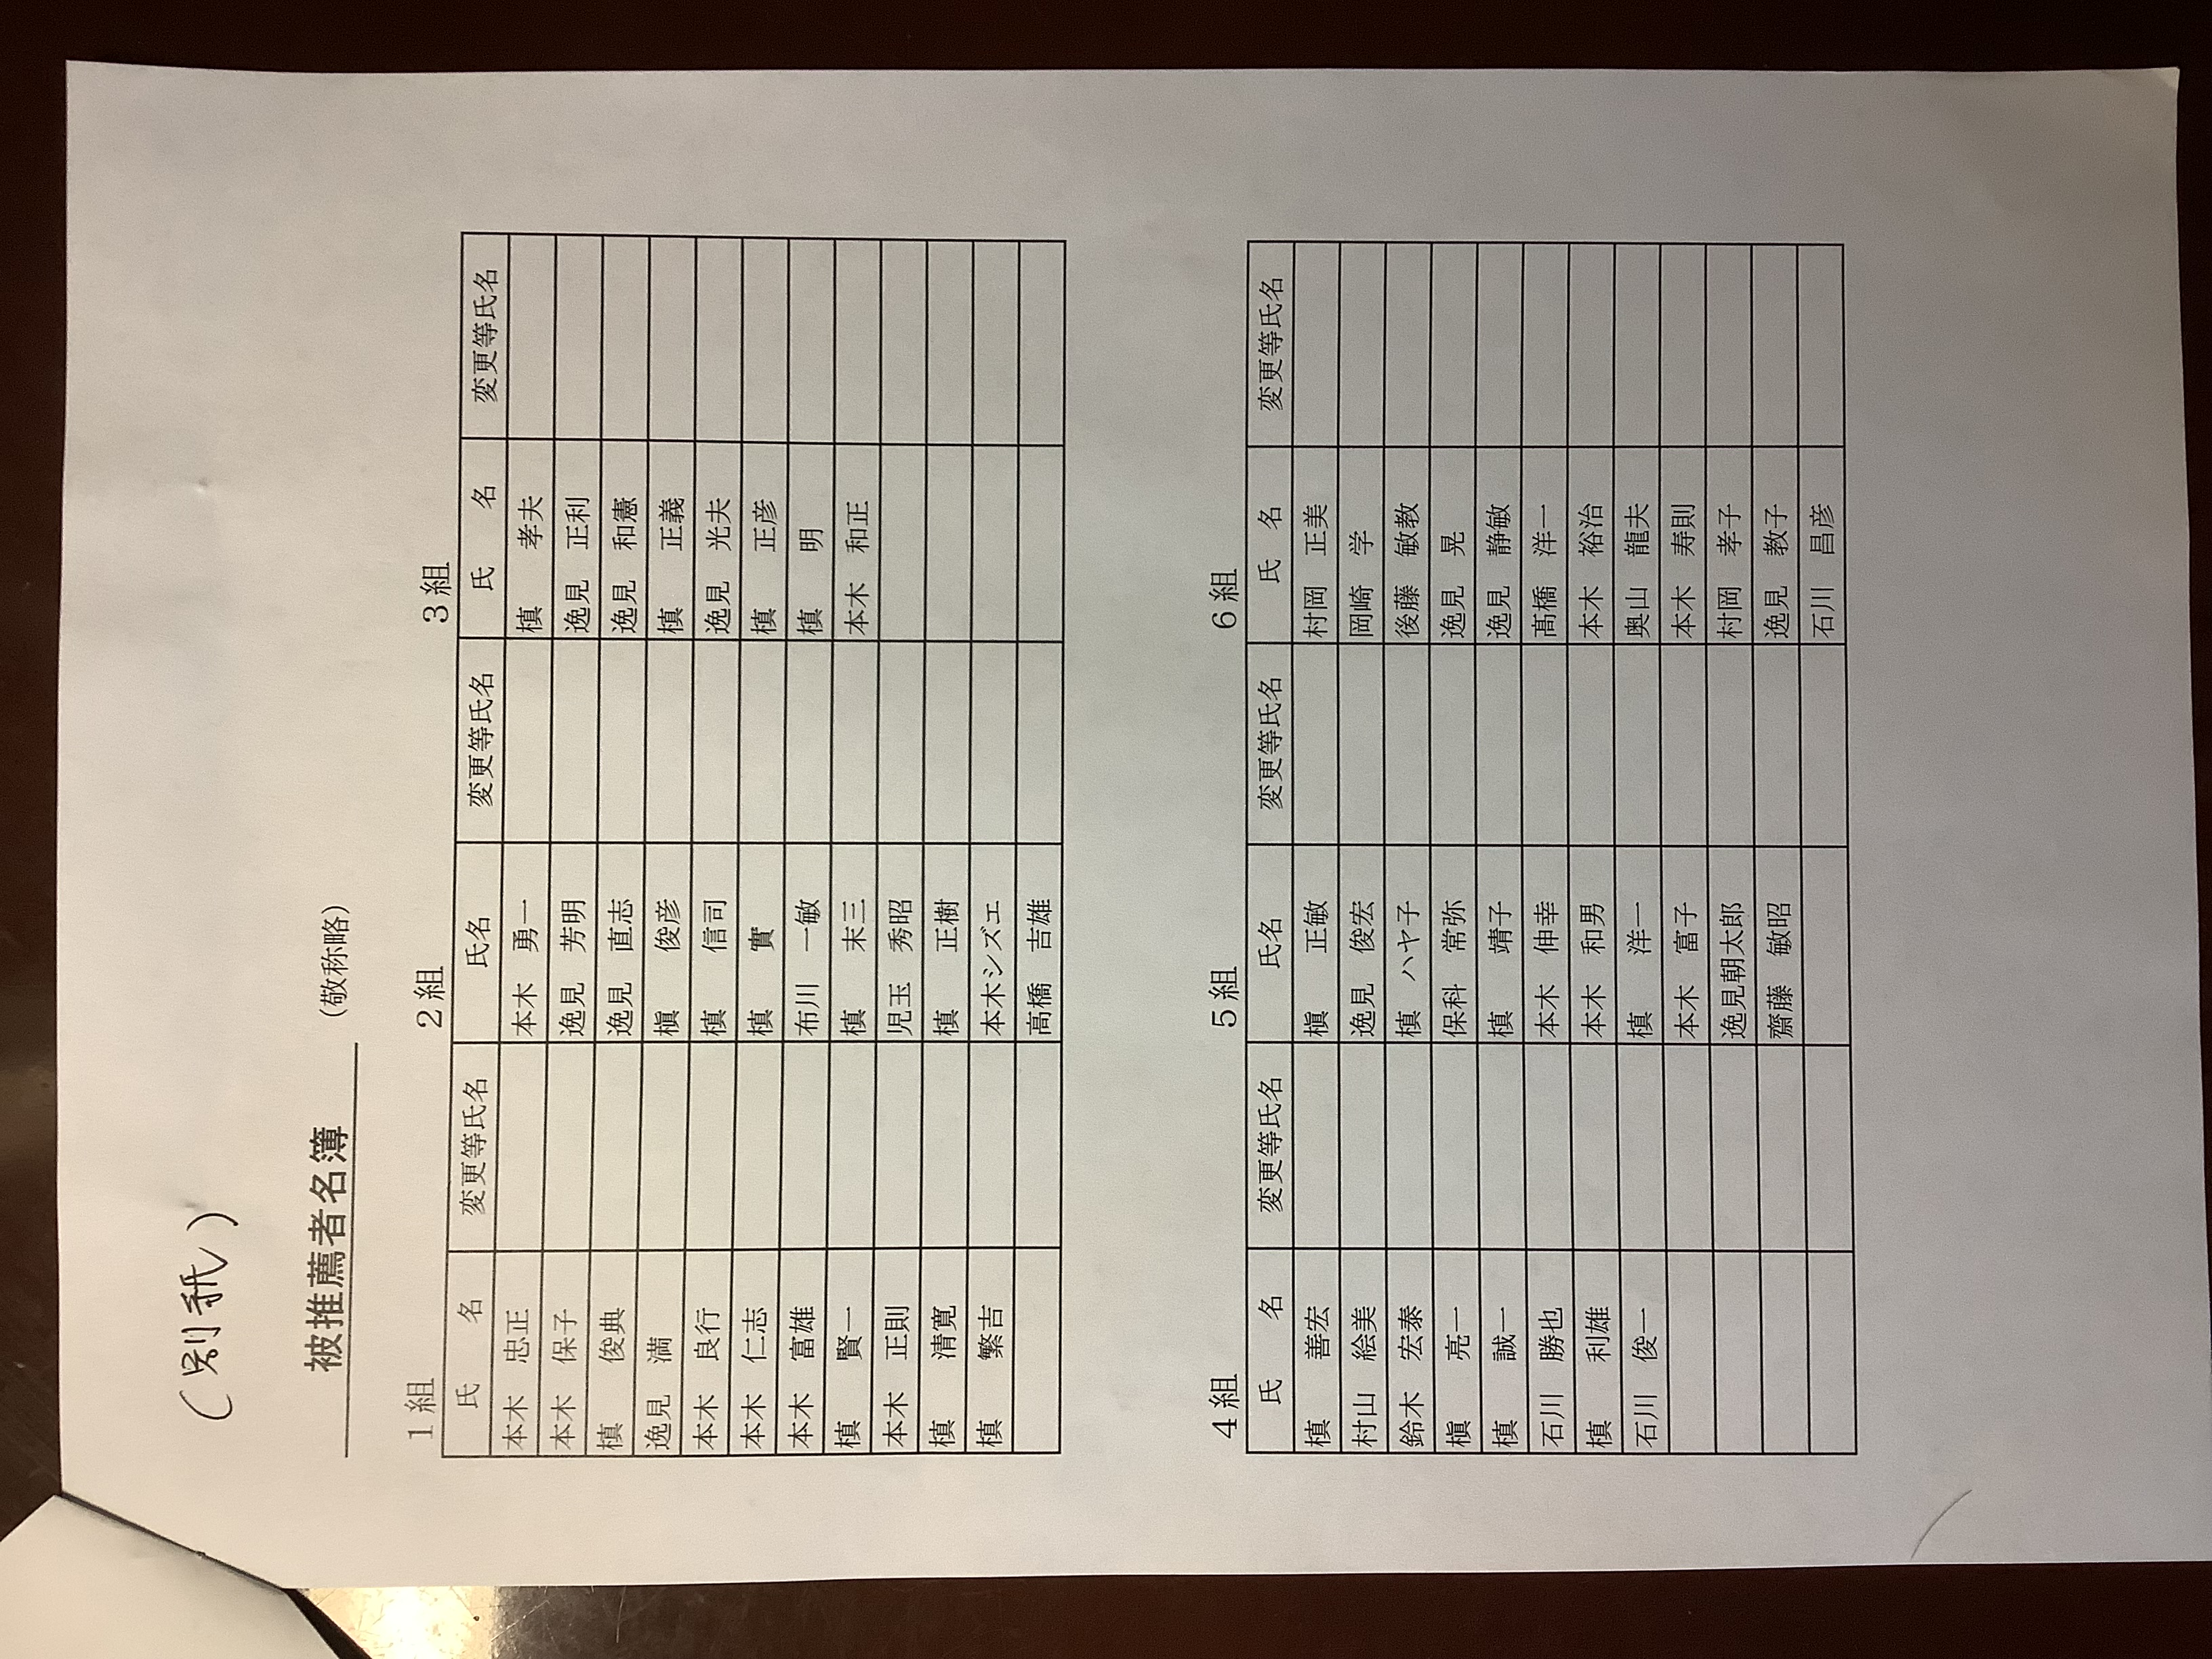 (別紙)
被推薦者名簿 (敬称略)
1組 2組 3組
氏 名 変更等氏名 氏名 変更等氏名 氏 名 変更等氏名
本木 忠正 本木 勇一 槙 孝夫
本木 保子 逸見 芳明 逸見 正利
槙 俊典 逸見 直志 逸見 和憲
逸見 満 槇 俊彦 槙 正義
本木 良行 槙 信司 逸見 光夫
本木 仁志 槙 實 槙 正彦
本木 富雄 布川 一敏 槙 明
槙 賢一 槙 末三 本木 和正
本木 正則 児玉 秀昭
槙 清寛 槙 正樹
槙 繁吉 本木シズエ
高橋 吉雄
4組 5組 6組
氏 名 変更等氏名 氏名 変更等氏名 氏 名 変更等氏名
槙 善宏 槇 正敏 村岡 正美
村山 絵美 逸見 俊宏 岡崎 学
鈴木 宏泰 槙 ハヤ子 後藤 敏教
槇 亮一 保科 常弥 逸見 晃
槙 誠一 槙 靖子 逸見 静敏
石川 勝也 本木 伸幸 髙橋 洋一
槙 利雄 本木 和男 本木 裕治
石川 俊一 槙 洋一 奥山 龍夫
本木 富子 本木 寿則
逸見朝太郎 村岡 孝子
齋藤 敏昭 逸見 教子
石川 昌彦